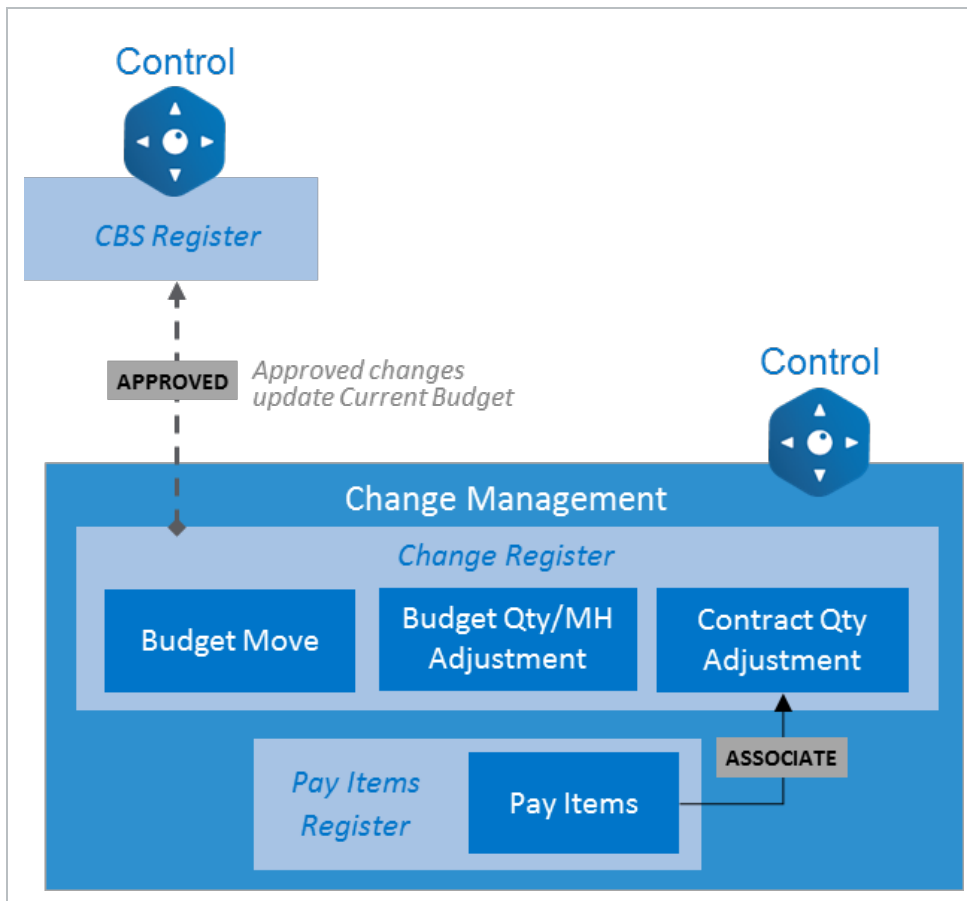 Control
CBS Register
APPROVED
Approved changes
update Current Budget
Control
Change Management
Change Register
Budget Move
Budget Qty/MH
Adjustment
Contract Qty
Adjustment
ASSOCIATE
Pay Items
Register
Pay Items